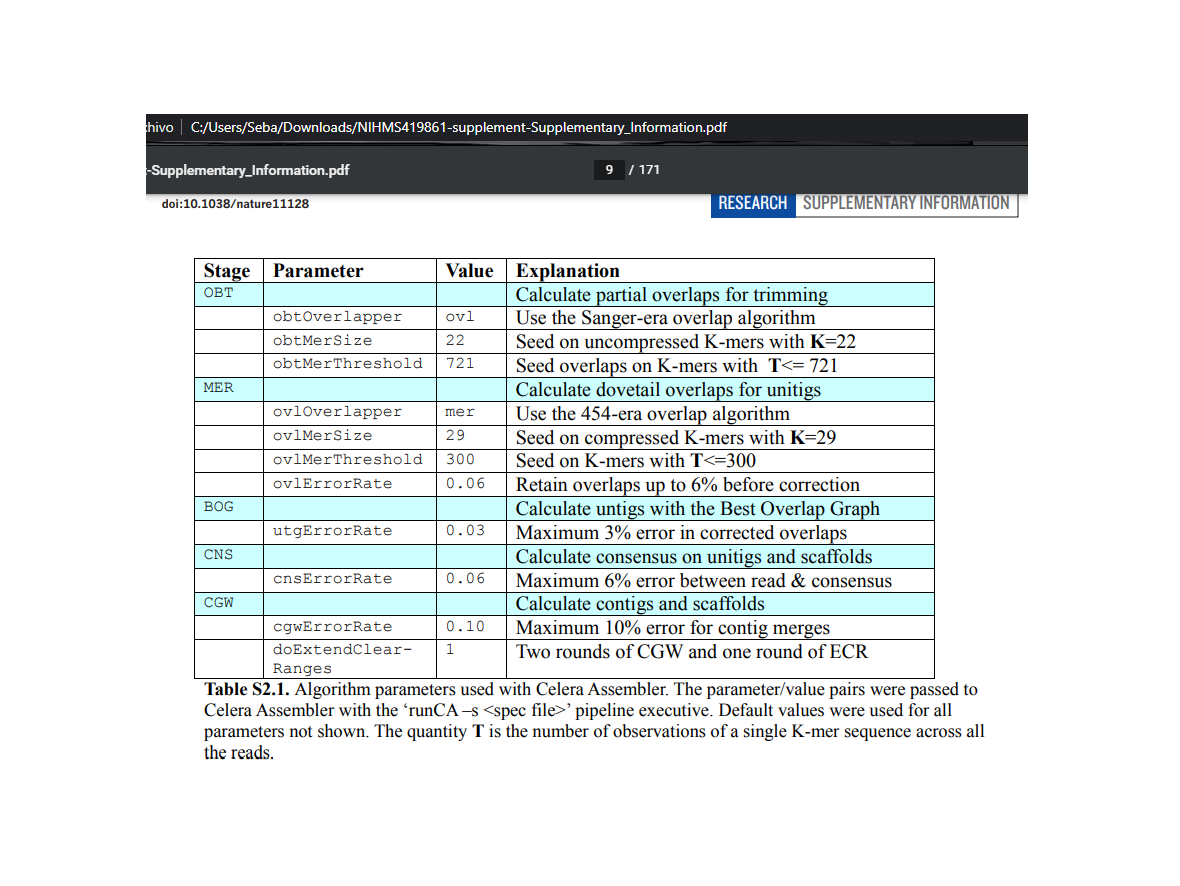 :hivo | C:/Users/Seba/Downloads/NIHMS419861-supplement-Supplementary_Information.pdf
-Supplementary_Information.pdf 9 / 171
doi:10.1038/nature11128 RESEARCH SUPPLEMENTARY INFORMATION
Stage Parameter Value Explanation
OBT Calculate partial overlaps for trimming
obtOverlapper ovl Use the Sanger-era overlap algorithm
obtMerSize 22 Seed on uncompressed K-mers with K=22
obtMerThreshold 721 Seed overlaps on K-mers with T<= 721
MER Calculate dovetail overlaps for unitigs
ovlOverlapper mer Use the 454-era overlap algorithm
ovlMerSize 29 Seed on compressed K-mers with K=29
ovlMerThreshold 300 Seed on K-mers with T<=300
ovlErrorRate 0.06 Retain overlaps up to 6% before correction
BOG Calculate untigs with the Best Overlap Graph
utgErrorRate 0.03 Maximum 3% error in corrected overlaps
CNS Calculate consensus on unitigs and scaffolds
cnsErrorRate 0.06 Maximum 6% error between read & consensus
CGW Calculate contigs and scaffolds
cgwErrorRate 0.10 Maximum 10% error for contig merges
doExtendClear- 1 Two rounds of CGW and one round of ECR
Ranges
Table S2.1. Algorithm parameters used with Celera Assembler. The parameter/value pairs were passed to
Celera Assembler with the ‘runCA –s <spec file>’ pipeline executive. Default values were used for all
parameters not shown. The quantity T is the number of observations of a single K-mer sequence across all
the reads.